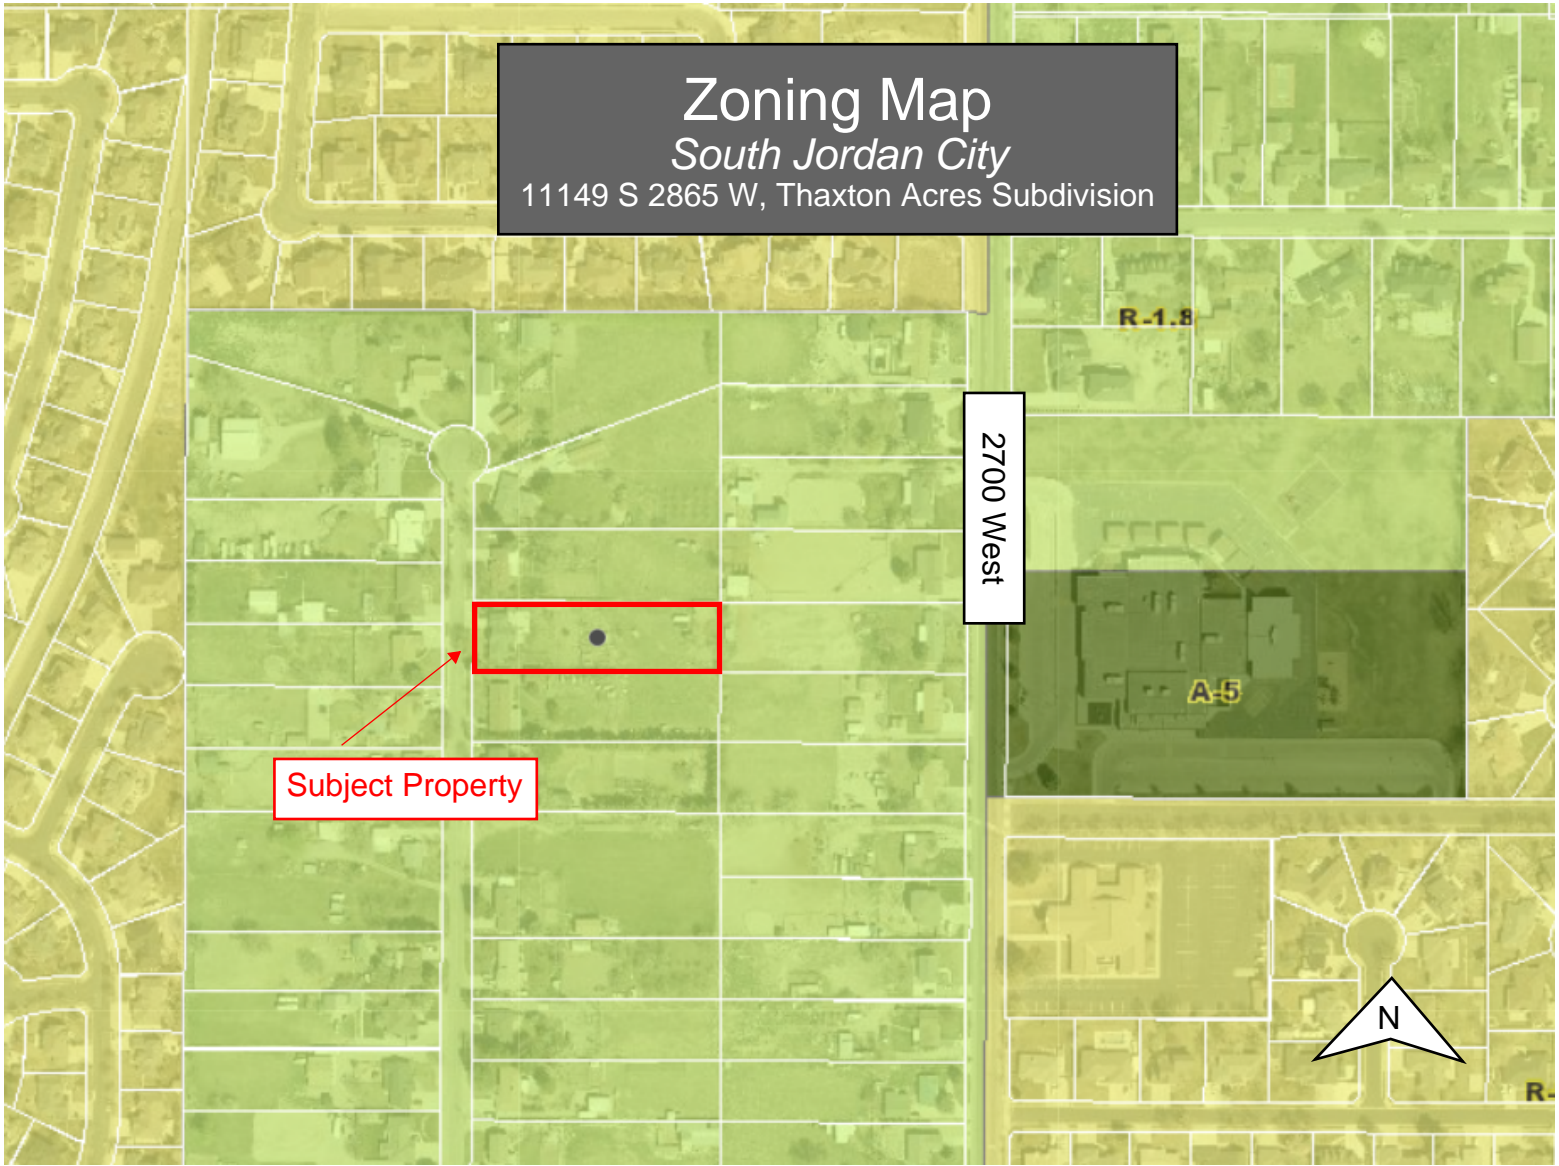 Zoning Map
South Jordan City
11149 S 2865 W, Thaxton Acres Subdivision
R-1.8
2700 West
A-5
Subject Property
N
R-